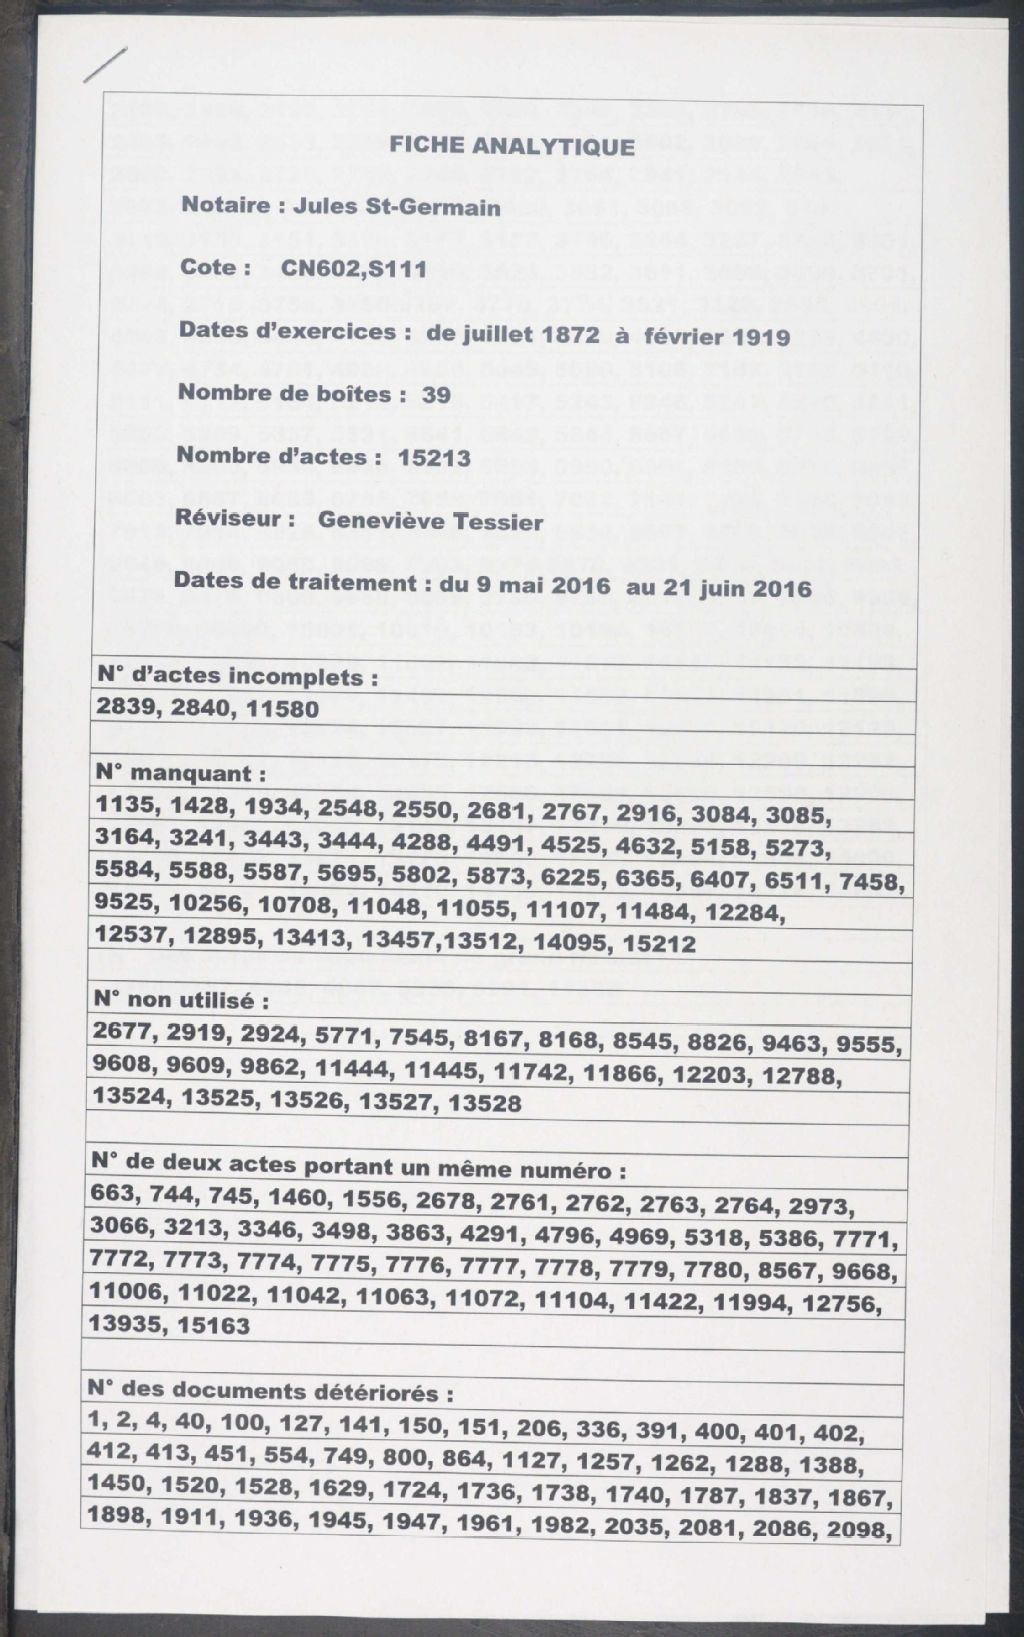 FICHE ANALYTIQUE
Notaire : Jules St-Germain
Cote : CN602,S111
Dates d'exercices : de juillet 1872 à février 1919
Nombre de boîtes : 39
Nombre d'actes : 15213
Réviseur : Geneviève Tessier
Dates de traitement : du 9 mai 2016 au 21 juin 2016
N° d'actes incomplets :
2839, 2840, 11580
N° manquant :
1135, 1428, 1934, 2548, 2550, 2681, 2767, 2916, 3084, 3085,
3164, 3241, 3443, 3444, 4288, 4491, 4525, 4632, 5158, 5273,
5584, 5588, 5587, 5695, 5802, 5873, 6225, 6365, 6407, 6511, 7458,
9525, 10256, 10708, 11048, 11055, 11107, 11484, 12284,
12537, 12895, 13413, 13457,13512, 14095, 15212
N° non utilisé :
2677, 2919, 2924, 5771, 7545, 8167, 8168, 8545, 8826, 9463, 9555,
9608, 9609, 9862, 11444, 11445, 11742, 11866, 12203, 12788,
13524, 13525, 13526, 13527, 13528
N° de deux actes portant un même numéro :
663, 744, 745, 1460, 1556, 2678, 2761, 2762, 2763, 2764, 2973,
3066, 3213, 3346, 3498, 3863, 4291, 4796, 4969, 5318, 5386, 7771,
7772, 7773, 7774, 7775, 7776, 7777, 7778, 7779, 7780, 8567, 9668,
11006, 11022, 11042, 11063, 11072, 11104, 11422, 11994, 12756,
13935, 15163
N° des documents détériorés :
1, 2, 4, 40, 100, 127, 141, 150, 151, 206, 336, 391, 400, 401, 402,
412, 413, 451, 554, 749, 800, 864, 1127, 1257, 1262, 1288, 1388,
1450, 1520, 1528, 1629, 1724, 1736, 1738, 1740, 1787, 1837, 1867,
1898, 1911, 1936, 1945, 1947, 1961, 1982, 2035, 2081, 2086, 2098,